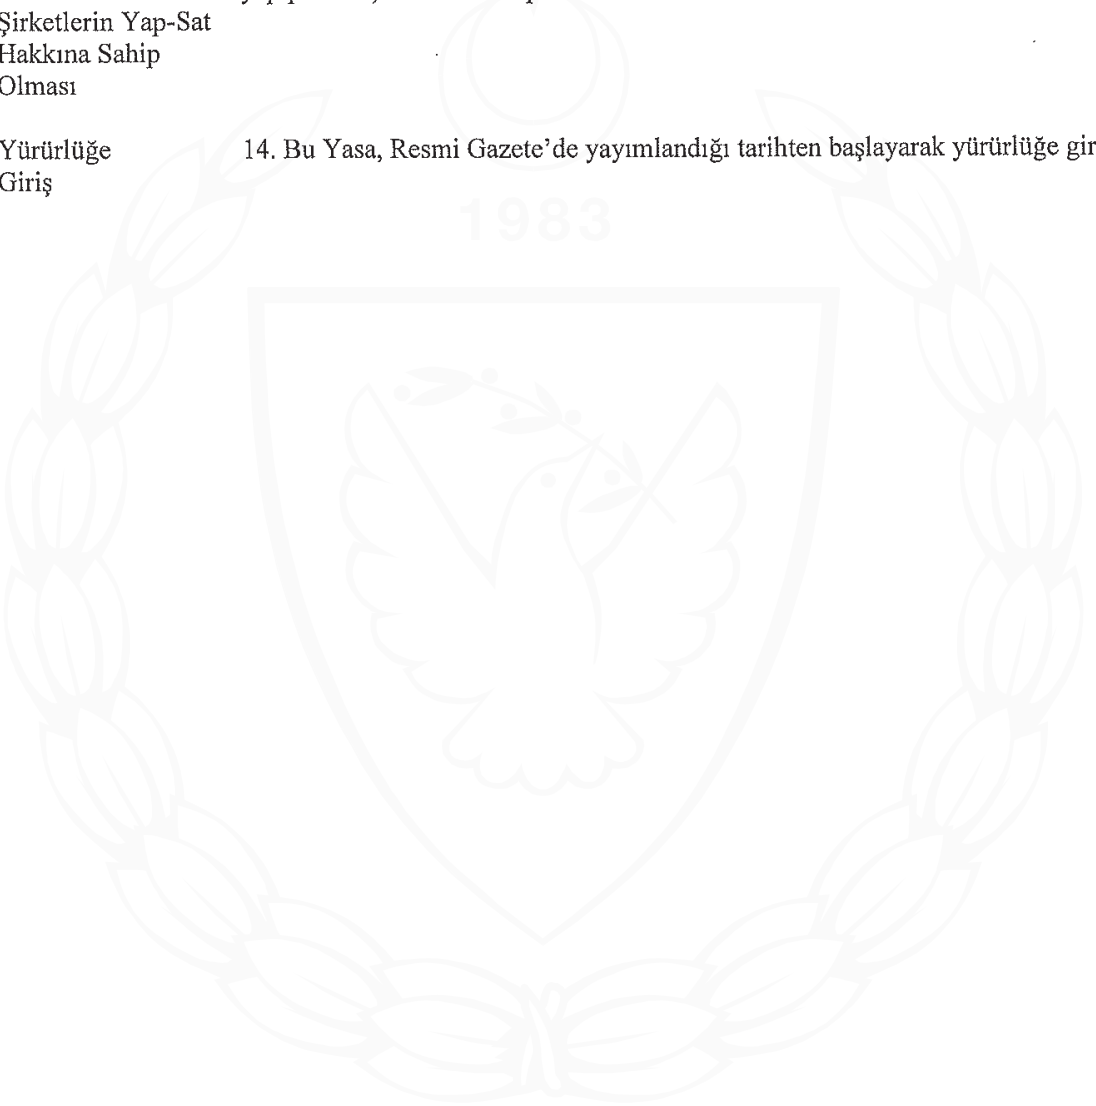 Şirketlerin Yap-Sat
Hakkına Sahip
Olması
Yürürlüğe 14. Bu Yasa, Resmi Gazete'de yayımlandığı tarihten başlayarak yürürlüğe gir
Giriş
1983